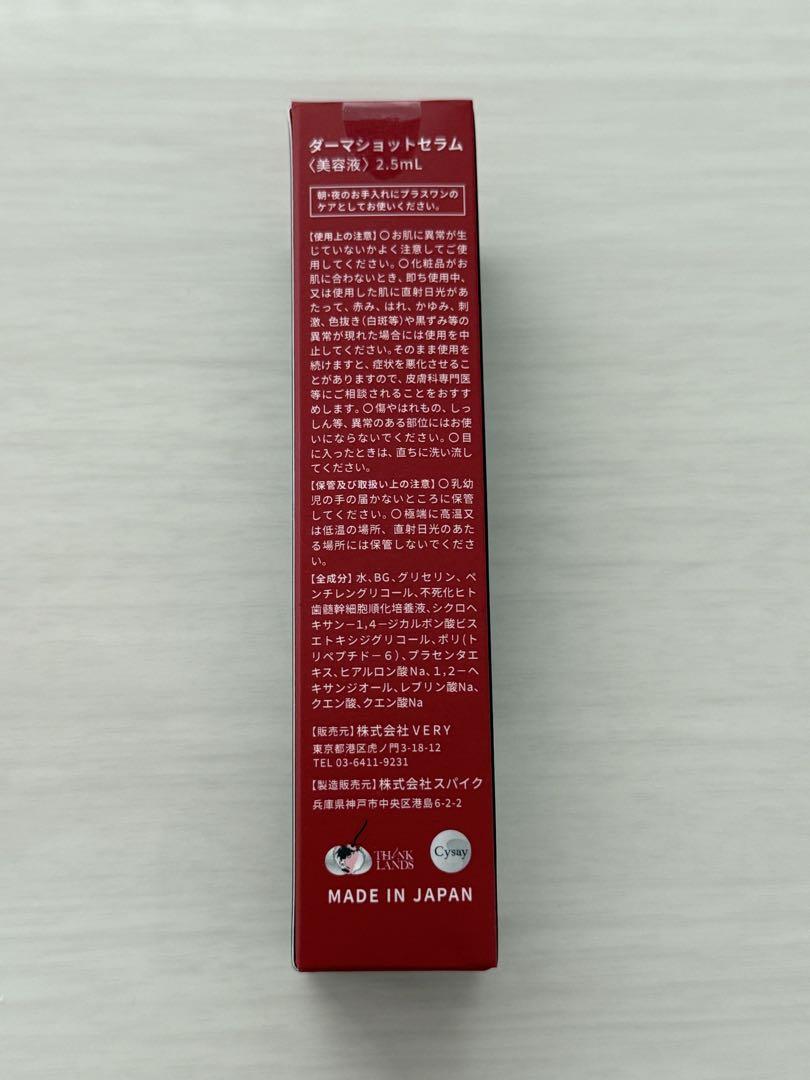 ダーマショットセラム
〈美容液〉2.5mL
朝・夜のお手入れにプラスワンの
ケアとしてお使いください。
【使用上の注意】〇お肌に異常が生
じていないかよく注意してご使
用してください。〇化粧品がお
肌に合わないとき、即ち使用中、
又は使用した肌に直射日光があ
たって、赤み、はれ、かゆみ、刺
激、色抜き(白斑等)や黒ずみ等の
異常が現れた場合には使用を中
止してください。そのまま使用を
続けますと、症状を悪化させるこ
とがありますので、皮膚科専門医
等にご相談されることをおすす
めします。〇傷やはれもの、しっ
しん等、異常のある部位にはお使
いにならないでください。〇目
に入ったときは、直ちに洗い流し
てください。
【保管及び取扱い上の注意】〇乳幼
児の手の届かないところに保管
してください。〇極端に高温又
は低温の場所、直射日光のあた
る場所には保管しないでくださ
い。
【全成分】水、BG、グリセリン、ペ
ンチレングリコール、不死化ヒト
歯髄幹細胞順化培養液、シクロヘ
キサン－1,4－ジカルボン酸ビス
エトキシジグリコール、ポリ(ト
リペプチド－6)、プラセンタエ
キス、ヒアルロン酸Na、1,2－ヘ
キサンジオール、レブリン酸Na、
クエン酸、クエン酸Na
【販売元】株式会社VERY
東京都港区虎ノ門3-18-12
TEL 03-6411-9231
【製造販売元】株式会社スパイク
兵庫県神戸市中央区港島6-2-2
TH/NK
LANDS
Cysay
MADE IN JAPAN